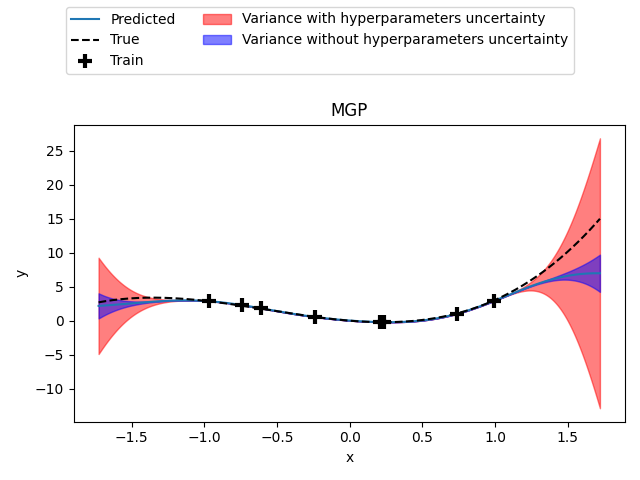 Predicted
True
Train
Variance with hyperparameters uncertainty
Variance without hyperparameters uncertainty
MGP
25
20
15
10
5
0
−5
−10
y
−1.5 −1.0 −0.5 0.0 0.5 1.0 1.5
x